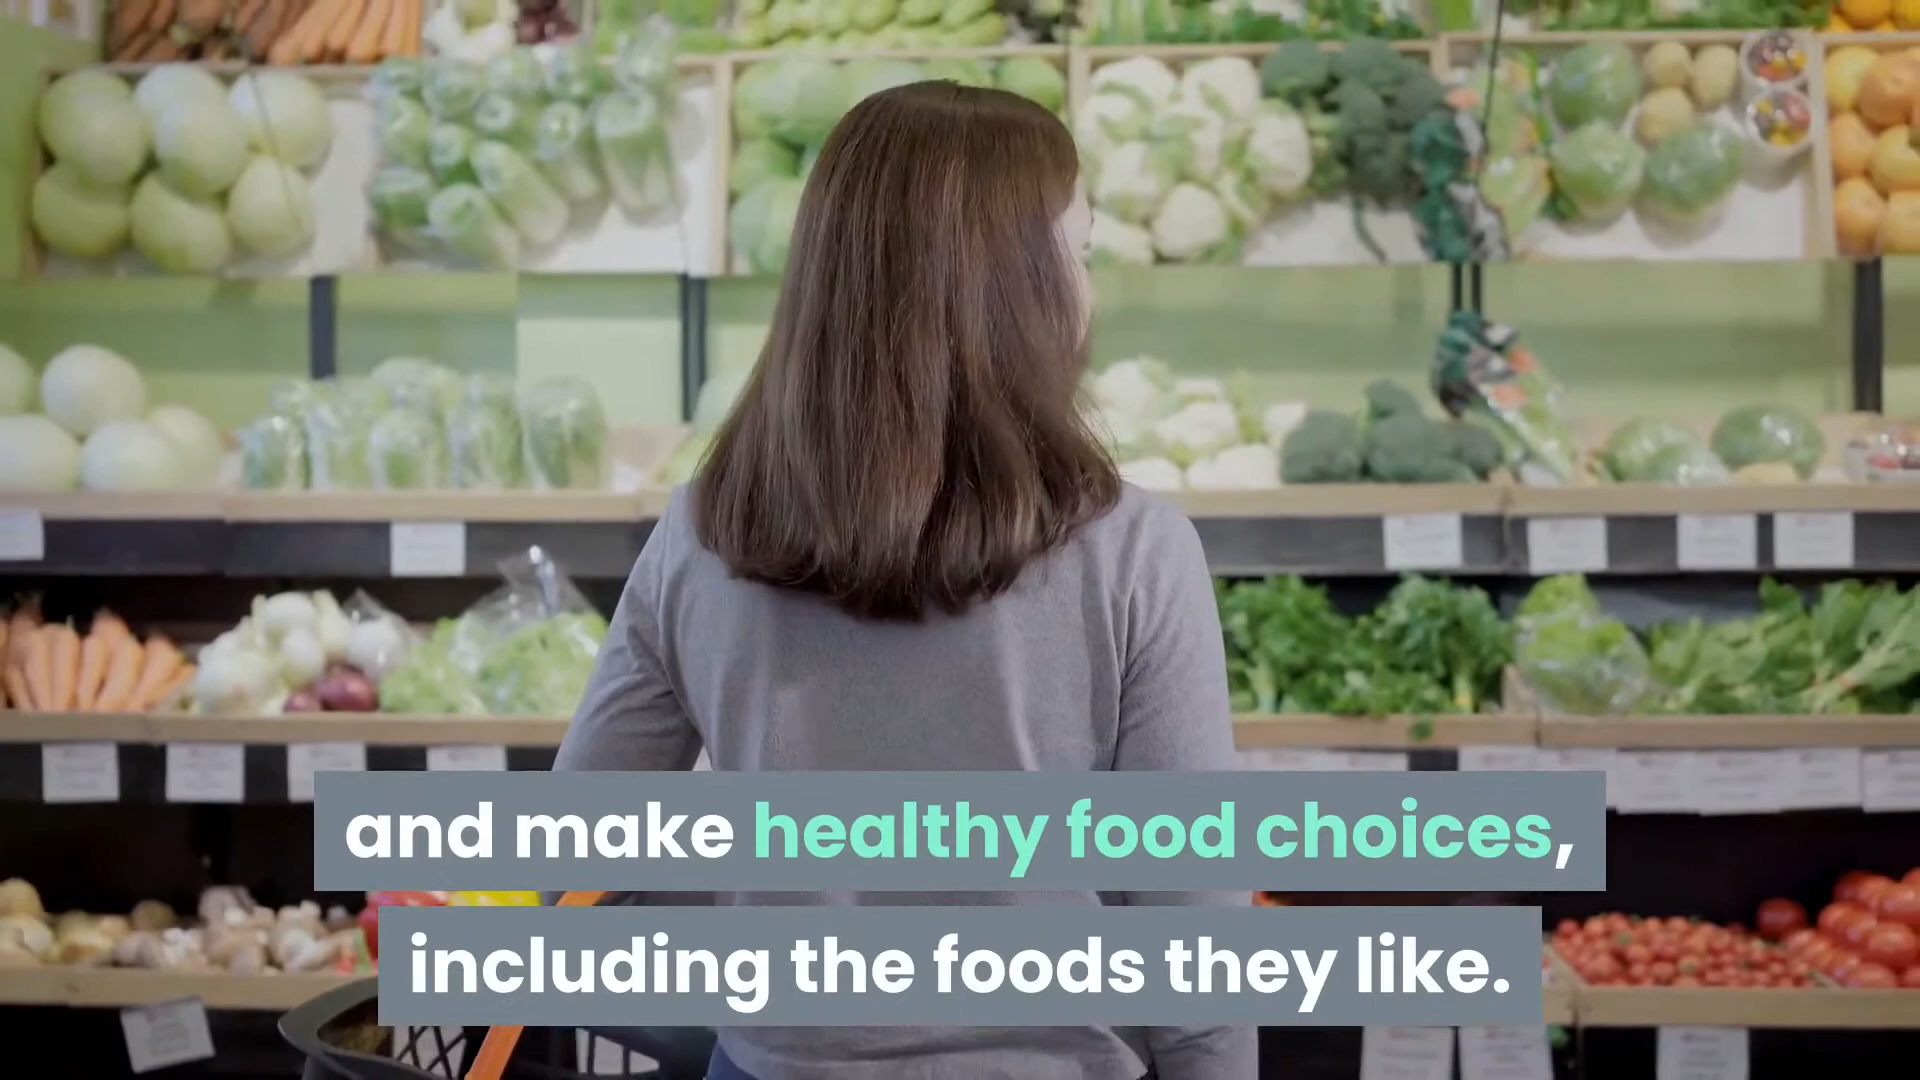 and make healthy food choices,
including the foods they like.